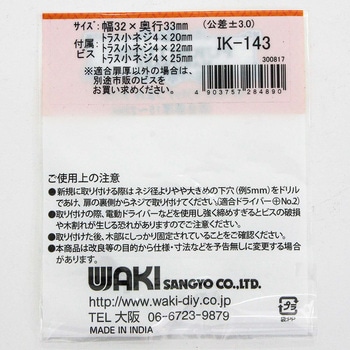 サイズ：幅32×奥行33mm （公差±3.0）
付属ビス：トラス小ネジ4×20mm
トラス小ネジ4×22mm
トラス小ネジ4×25mm
IK-143
300817
※適合扉厚以外の場合は、
別途市販のビスを
お買い求めください。
4 903757 284890
ご使用上の注意
●新規に取り付ける際はネジ径よりやや大きめの下穴（例5mm）をドリル
であけ、扉の裏側からネジで取り付けてください。（適合ドライバー⊕No.2）
●取り付けの際、電動ドライバーなどを使用し強く締めすぎるとビスの破損
や木割れが生じる恐れがありますのでご注意ください。
●取り付けた後、木部にしっかり固定されていることをご確認ください。
●本商品は改良等の目的から仕様・寸法などを予告無しに変更する場合
があります。
WAKI SANGYO CO.,LTD.
http://www.waki-diy.co.jp
TEL 大阪 06-6723-9879
MADE IN INDIA
プラ